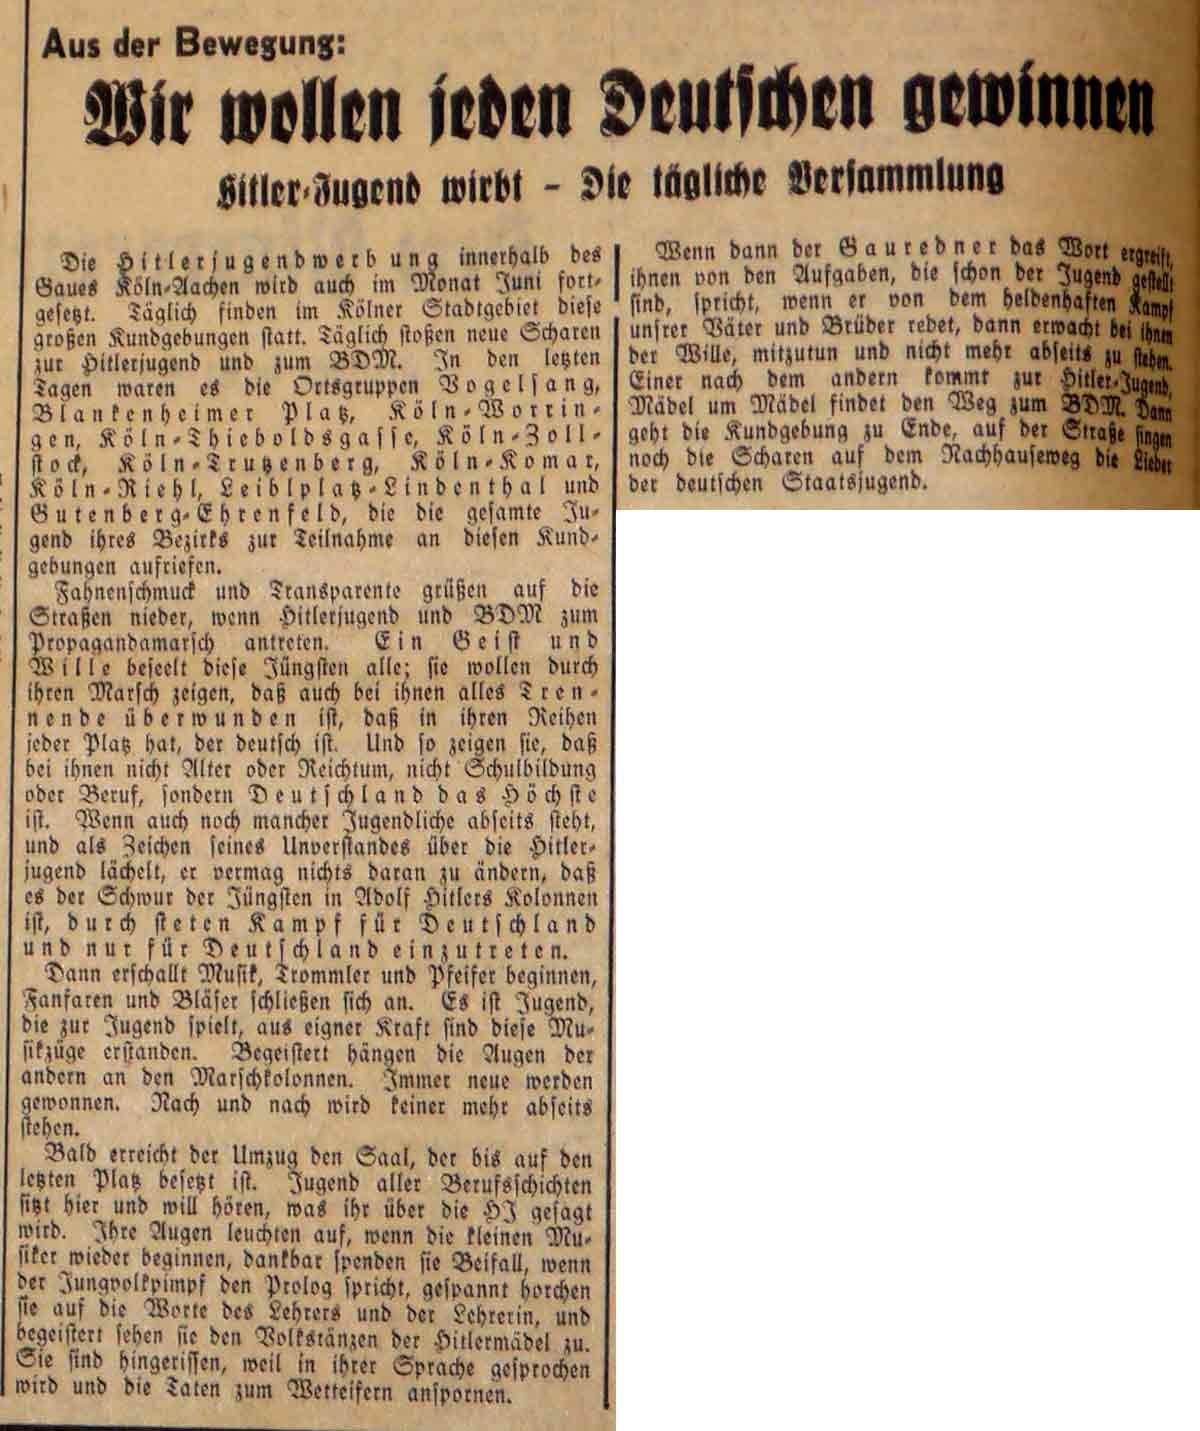 Aus der Bewegung:
Wir wollen jeden Deutschen gewinnen
Hitler-Jugend wirbt – Die tägliche Versammlung
Die Hitlerjugendwerbung innerhalb des
Gaues Köln-Aachen wird auch im Monat Juni fort-
gesetzt. Täglich finden im Kölner Stadtgebiet diese
großen Kundgebungen statt. Täglich stoßen neue Scharen
zur Hitlerjugend und zum BDM. In den letzten
Tagen waren es die Ortsgruppen Vogelsang,
Blankenheimer Platz, Köln-Worrin-
gen, Köln-Thieboldsgasse, Köln-Zoll-
stock, Köln-Trutzenberg, Köln-Komar,
Köln-Riehl, Leiblplatz-Lindenthal und
Gutenberg-Ehrenfeld, die die gesamte Ju-
gend ihres Bezirks zur Teilnahme an diesen Kund-
gebungen aufriefen.
Fahnenschmuck und Transparente grüßen auf die
Straßen nieder, wenn Hitlerjugend und BDM zum
Propagandamarsch antreten. Ein Geist und
Wille beseelt diese Jüngsten alle; sie wollen durch
ihren Marsch zeigen, daß auch bei ihnen alles Tren-
nende überwunden ist, daß in ihren Reihen
jeder Platz hat, der deutsch ist. Und so zeigen sie, daß
bei ihnen nicht Alter oder Reichtum, nicht Schulbildung
oder Beruf, sondern Deutschland das Höchste
ist. Wenn auch noch mancher Jugendliche abseits steht,
und als Zeichen seines Unverstandes über die Hitler-
jugend lächelt, er vermag nichts daran zu ändern, daß
es der Schwur der Jüngsten in Adolf Hitlers Kolonnen
ist, durch steten Kampf für Deutschland
und nur für Deutschland einzutreten.
Dann erschallt Musik, Trommler und Pfeifer beginnen,
Fanfaren und Bläser schließen sich an. Es ist Jugend,
die zur Jugend spielt, aus eigner Kraft sind diese Mu-
sikzüge erstanden. Begeistert hängen die Augen der
andern an den Marschkolonnen. Immer neue werden
gewonnen. Nach und nach wird keiner mehr abseits
stehen.
Bald erreicht der Umzug den Saal, der bis auf den
letzten Platz besetzt ist. Jugend aller Berufsschichten
sitzt hier und will hören, was ihr über die HJ gesagt
wird. Ihre Augen leuchten auf, wenn die kleinen Mu-
siker wieder beginnen, dankbar spenden sie Beifall, wenn
der Jungvolkpimpf den Prolog spricht, gespannt horchen
sie auf die Worte des Lehrers und der Lehrerin, und
begeistert sehen sie den Volkstänzen der Hitlermädel zu.
Sie sind hingerissen, weil in ihrer Sprache gesprochen
wird und die Taten zum Wetteifern anspornen.
Wenn dann der Gauredner das Wort ergreift,
ihnen von den Aufgaben, die schon der Jugend gestellt
sind, spricht, wenn er von dem heldenhaften Kampf
unsrer Väter und Brüder redet, dann erwacht bei ihnen
der Wille, mitzutun und nicht mehr abseits zu stehen.
Einer nach dem andern kommt zur Hitler-Jugend,
Mädel um Mädel findet den Weg zum BDM. Dann
geht die Kundgebung zu Ende, auf der Straße singen
noch die Scharen auf dem Nachhauseweg die Lieder
der deutschen Staatsjugend.